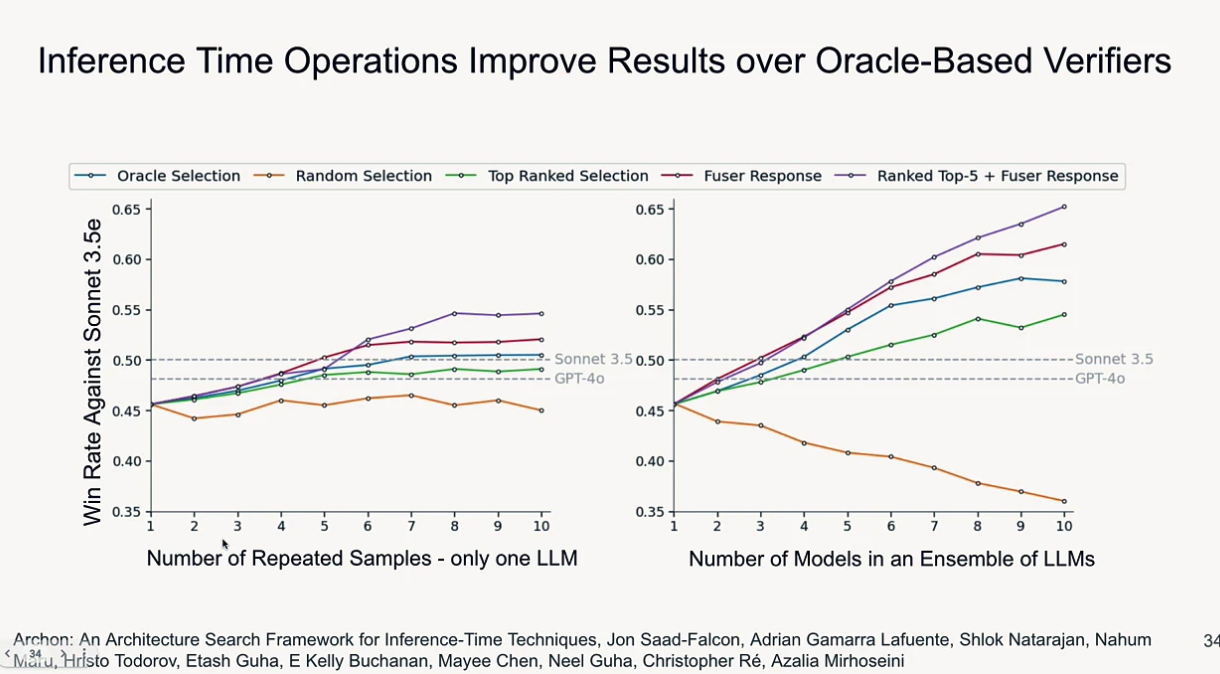 Inference Time Operations Improve Results over Oracle-Based Verifiers
Oracle Selection Random Selection Top Ranked Selection Fuser Response Ranked Top-5 + Fuser Response
Win Rate Against Sonnet 3.5e
0.65
0.60
0.55
0.50
0.45
0.40
0.35
Sonnet 3.5
GPT-4o
1 2 3 4 5 6 7 8 9 10
Number of Repeated Samples - only one LLM
0.65
0.60
0.55
0.50
0.45
0.40
0.35
Sonnet 3.5
GPT-4o
1 2 3 4 5 6 7 8 9 10
Number of Models in an Ensemble of LLMs
Archon: An Architecture Search Framework for Inference-Time Techniques, Jon Saad-Falcon, Adrian Gamarra Lafuente, Shlok Natarajan, Nahum
Maru, Hristo Todorov, Etash Guha, E Kelly Buchanan, Mayee Chen, Neel Guha, Christopher Ré, Azalia Mirhoseini
34
34